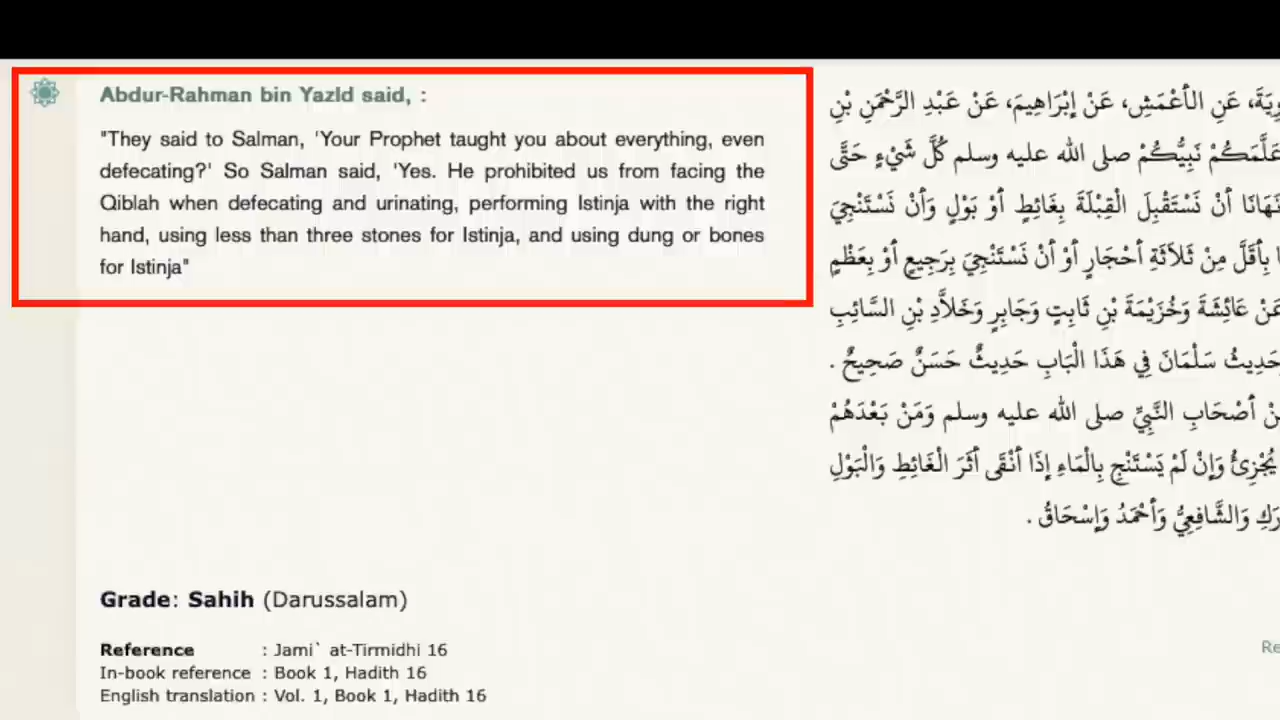 Abdur-Rahman bin Yazld said, :
"They said to Salman, 'Your Prophet taught you about everything, even
defecating?' So Salman said, 'Yes. He prohibited us from facing the
Qiblah when defecating and urinating, performing Istinja with the right
hand, using less than three stones for Istinja, and using dung or bones
for Istinja"
عَنِ الأَعْمَشِ، عَنْ إِبْرَاهِيمَ، عَنْ عَبْدِ الرَّحْمَنِ بْنِ
عَلَّمَكُمْ نَبِيُّكُمْ صلى الله عليه وسلم كُلَّ شَيْءٍ حَتَّى
نَهَانَا أَنْ نَسْتَقْبِلَ الْقِبْلَةَ بِغَائِطٍ أَوْ بَوْلٍ وَأَنْ نَسْتَنْجِيَ
بِأَقَلَّ مِنْ ثَلاَثَةِ أَحْجَارٍ أَوْ أَنْ نَسْتَنْجِيَ بِرَجِيعٍ أَوْ بِعَظْمٍ
عَنْ عَائِشَةَ وَخُزَيْمَةَ بْنِ ثَابِتٍ وَجَابِرٍ وَخَلاَّدِ بْنِ السَّائِبِ
حَدِيثُ سَلْمَانَ فِي هَذَا الْبَابِ حَدِيثٌ حَسَنٌ صَحِيحٌ .
أَصْحَابِ النَّبِيِّ صلى الله عليه وسلم وَمَنْ بَعْدَهُمْ
يُجْزِئُ وَإِنْ لَمْ يَسْتَنْجِ بِالْمَاءِ إِذَا أَنْقَى أَثَرَ الْغَائِطِ وَالْبَوْلِ
وَالشَّافِعِيُّ وَأَحْمَدُ وَإِسْحَاقُ .
Grade: Sahih (Darussalam)
Reference : Jami` at-Tirmidhi 16
In-book reference : Book 1, Hadith 16
English translation : Vol. 1, Book 1, Hadith 16